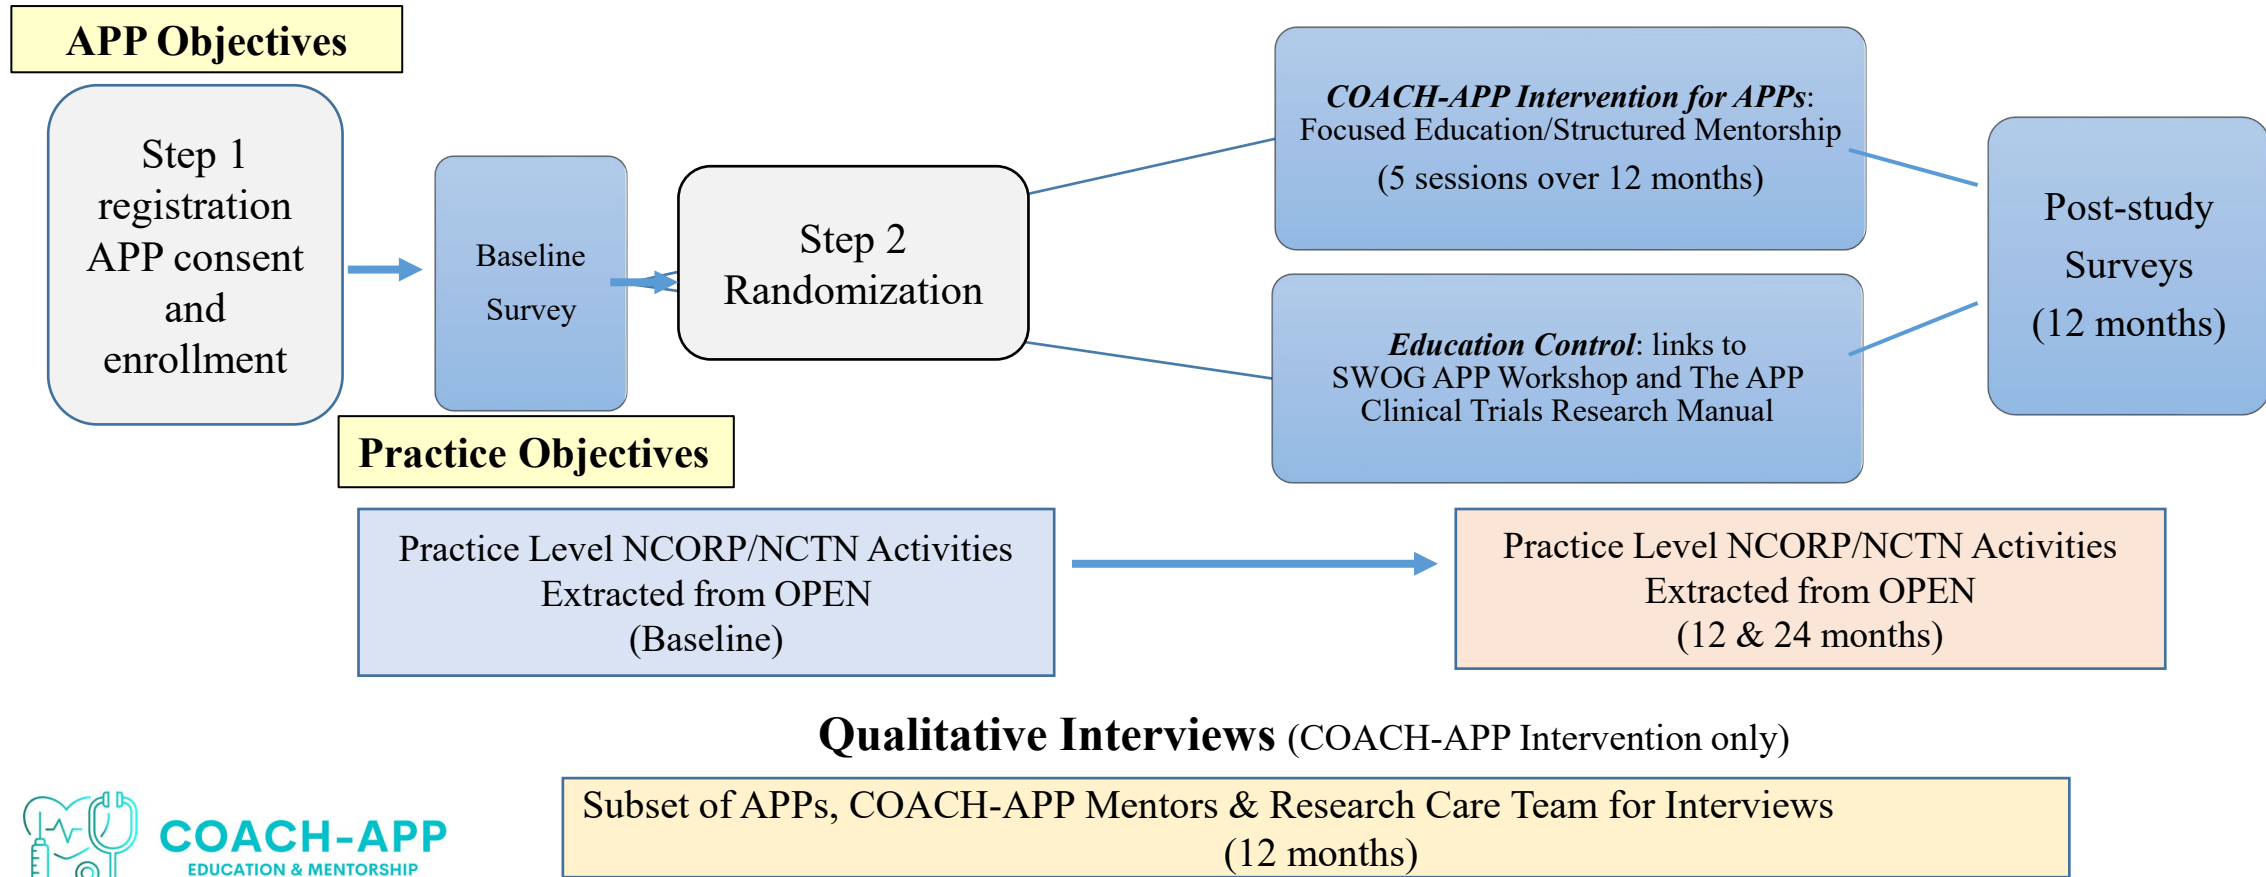 APP Objectives
Step 1
registration
APP consent
and
enrollment
Baseline
Survey
Step 2
Randomization
COACH-APP Intervention for APPs:
Focused Education/Structured Mentorship
(5 sessions over 12 months)
Education Control: links to
SWOG APP Workshop and The APP
Clinical Trials Research Manual
Post-study
Surveys
(12 months)
Practice Objectives
Practice Level NCORP/NCTN Activities
Extracted from OPEN
(Baseline)
Practice Level NCORP/NCTN Activities
Extracted from OPEN
(12 & 24 months)
Qualitative Interviews (COACH-APP Intervention only)
Subset of APPs, COACH-APP Mentors & Research Care Team for Interviews
(12 months)
COACH-APP
EDUCATION & MENTORSHIP